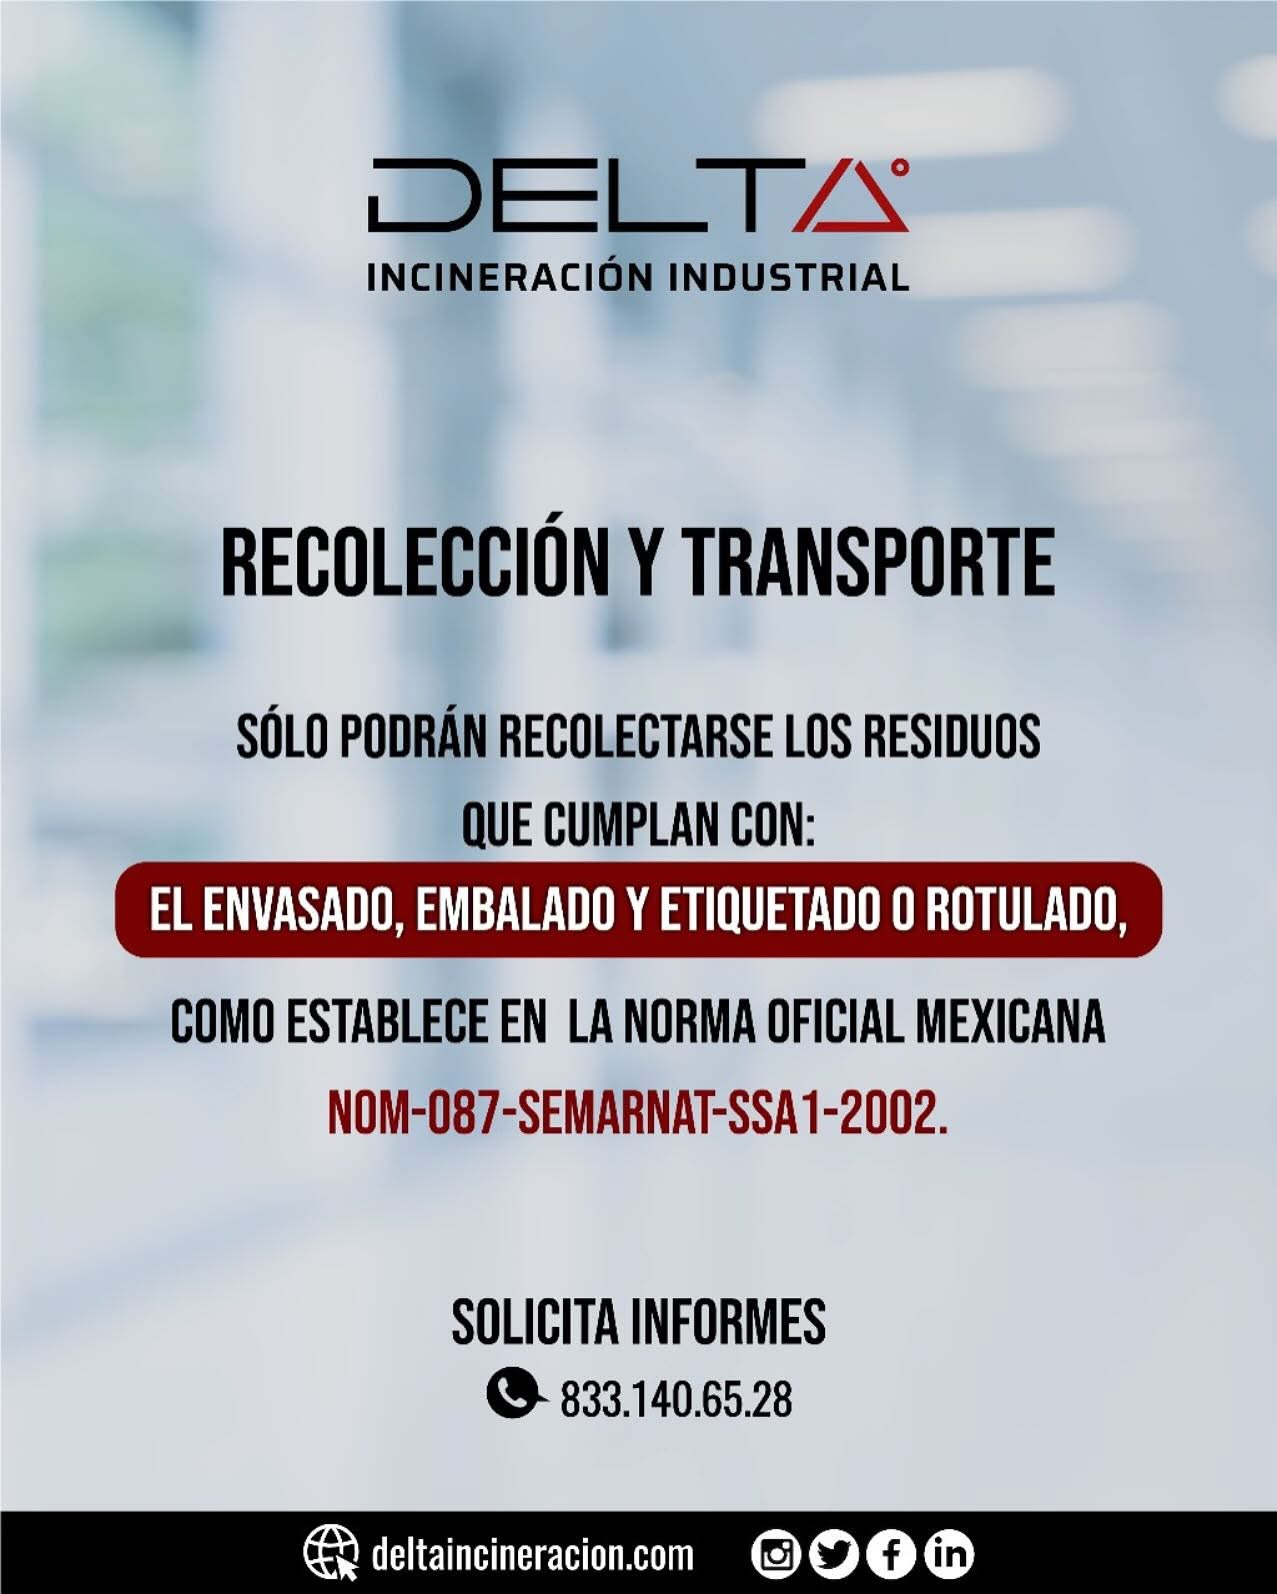 DELTA°
INCINERACIÓN INDUSTRIAL
RECOLECCIÓN Y TRANSPORTE
SÓLO PODRÁN RECOLECTARSE LOS RESIDUOS
QUE CUMPLAN CON:
EL ENVASADO, EMBALADO Y ETIQUETADO O ROTULADO,
COMO ESTABLECE EN LA NORMA OFICIAL MEXICANA
NOM-087-SEMARNAT-SSA1-2002.
SOLICITA INFORMES
833.140.65.28
deltaincineracion.com